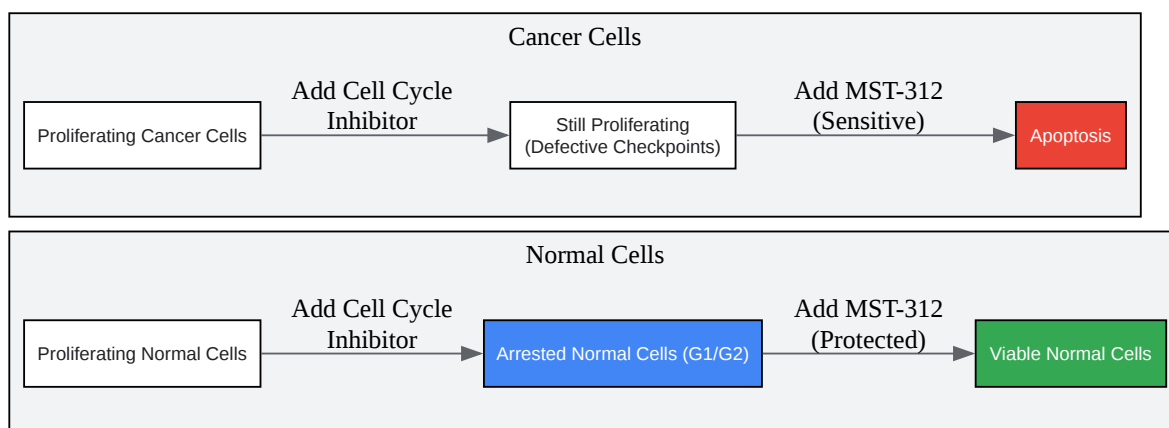 Cancer Cells
Add Cell Cycle
Inhibitor
Add MST-312
(Sensitive)
Proliferating Cancer Cells
Still Proliferating
(Defective Checkpoints)
Apoptosis
Normal Cells
Add Cell Cycle
Inhibitor
Add MST-312
(Protected)
Proliferating Normal Cells
Arrested Normal Cells (G1/G2)
Viable Normal Cells